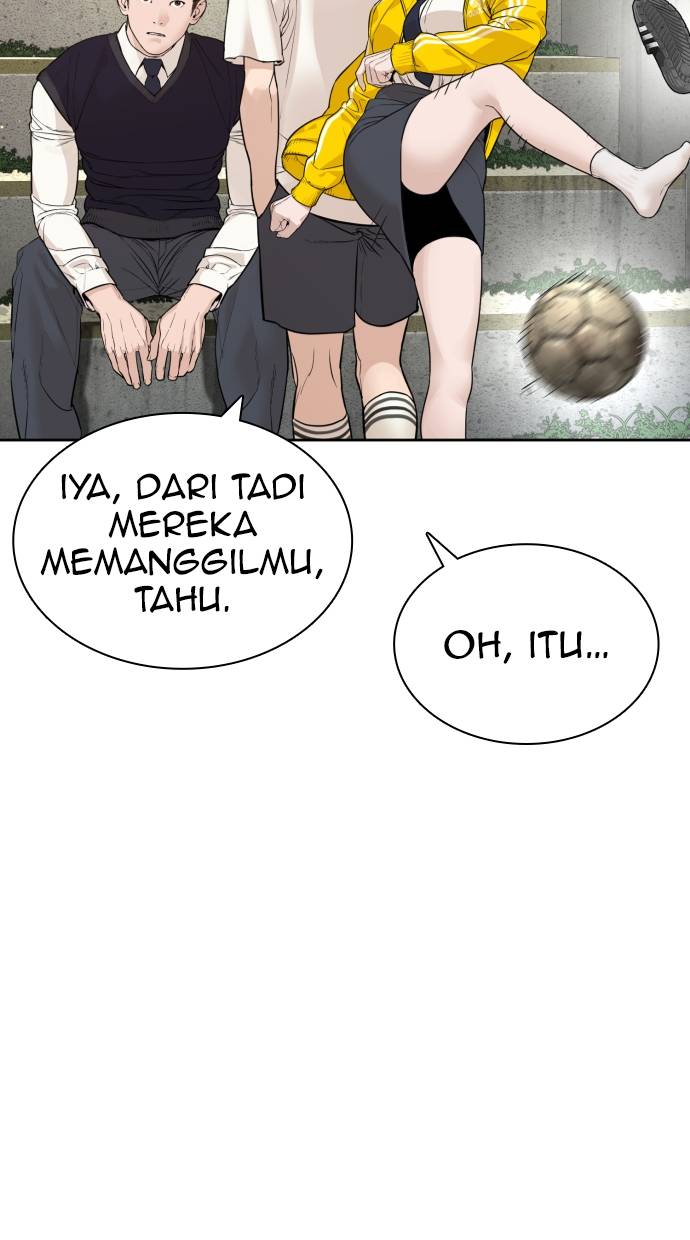 IYA, DARI TADI
MEREKA
MEMANGGILMU,
TAHU.
OH, ITU...